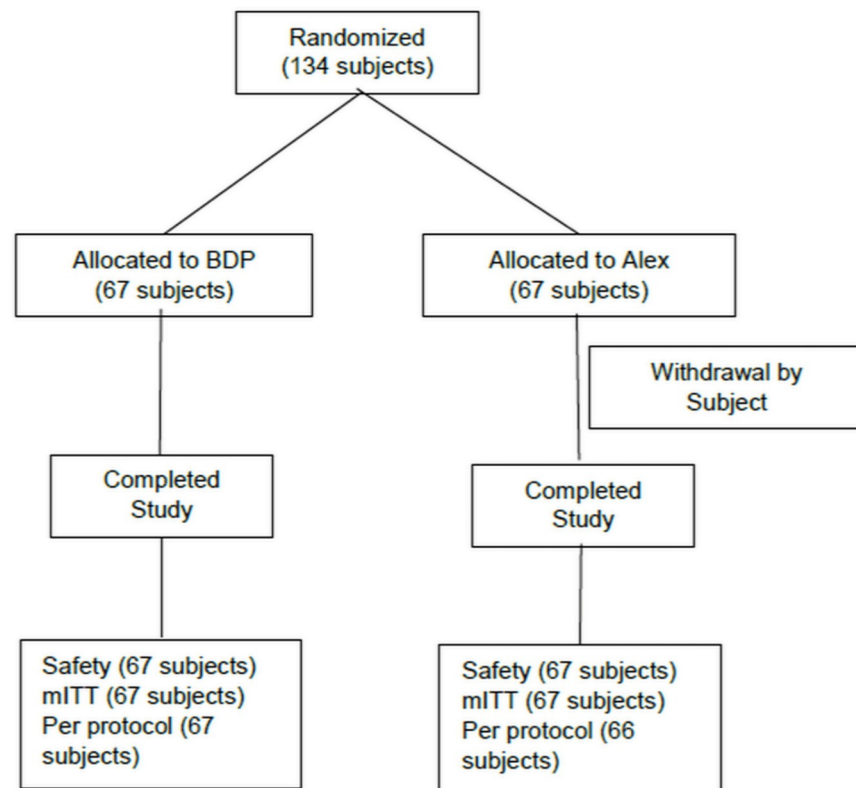 Randomized
(134 subjects)
Allocated to BDP
(67 subjects)
Allocated to Alex
(67 subjects)
Withdrawal by
Subject
Completed
Study
Completed
Study
Safety (67 subjects)
mITT (67 subjects)
Per protocol (67
subjects)
Safety (67 subjects)
mITT (67 subjects)
Per protocol (66
subjects)